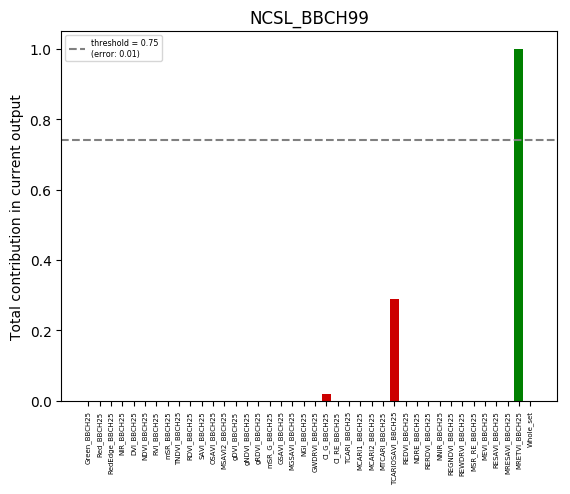 NCSL_BBCH99
threshold = 0.75
(error: 0.01)
Total contribution in current output
1.0
0.8
0.6
0.4
0.2
0.0
Green_BBCH25
Red_BBCH25
RedEdge_BBCH25
NIR_BBCH25
DVI_BBCH25
NDVI_BBCH25
RVI_BBCH25
mSR_BBCH25
TNDVI_BBCH25
RDVI_BBCH25
SAVI_BBCH25
OSAVI_BBCH25
MSAVI2_BBCH25
gDVI_BBCH25
gNDVI_BBCH25
gRDVI_BBCH25
mSR_G_BBCH25
GSAVI_BBCH25
MGSAVI_BBCH25
NGI_BBCH25
GWDRVI_BBCH25
CI_G_BBCH25
CI_RE_BBCH25
TCARI_BBCH25
MCARI1_BBCH25
MCARI2_BBCH25
MTCARI_BBCH25
TCARIOSAVI_BBCH25
REDVI_BBCH25
NDRE_BBCH25
RERDVI_BBCH25
NNIR_BBCH25
REGNDVI_BBCH25
REWDRVI_BBCH25
MSR_RE_BBCH25
MEVI_BBCH25
RESAVI_BBCH25
MRESAVI_BBCH25
MRETVI_BBCH25
Whole_set